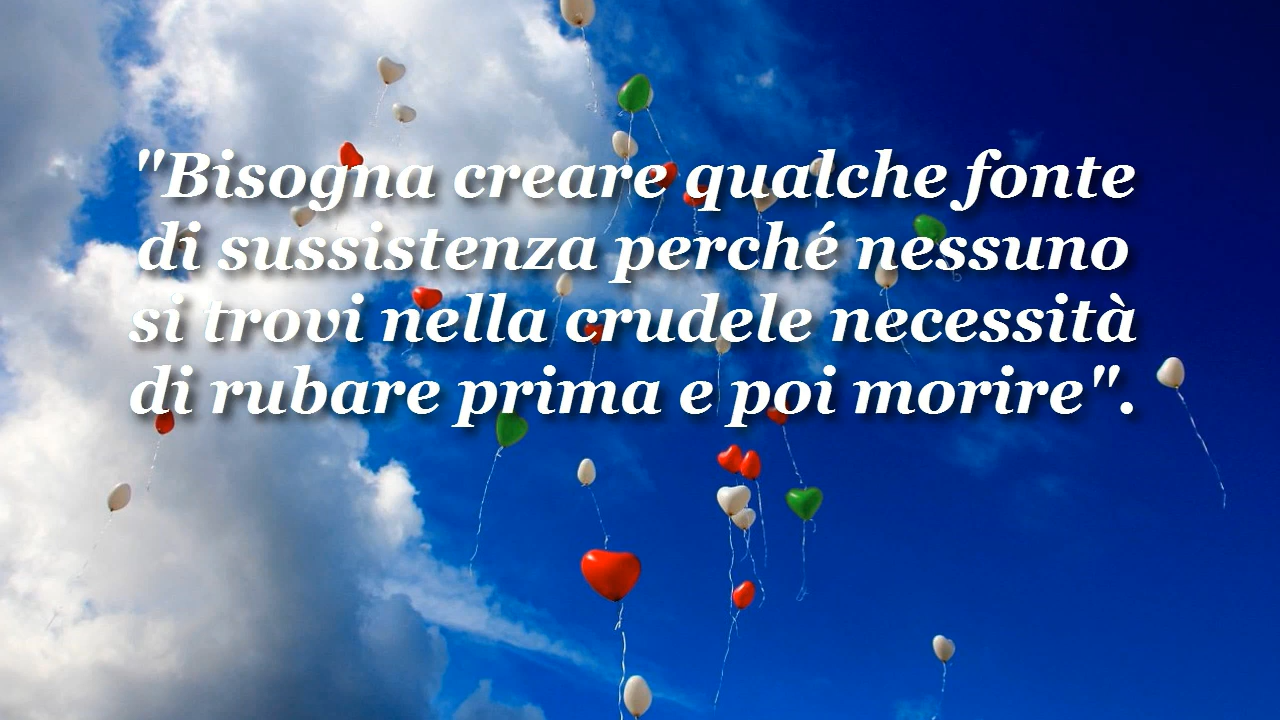 "Bisogna creare qualche fonte
di sussistenza perché nessuno
si trovi nella crudele necessità
di rubare prima e poi morire".